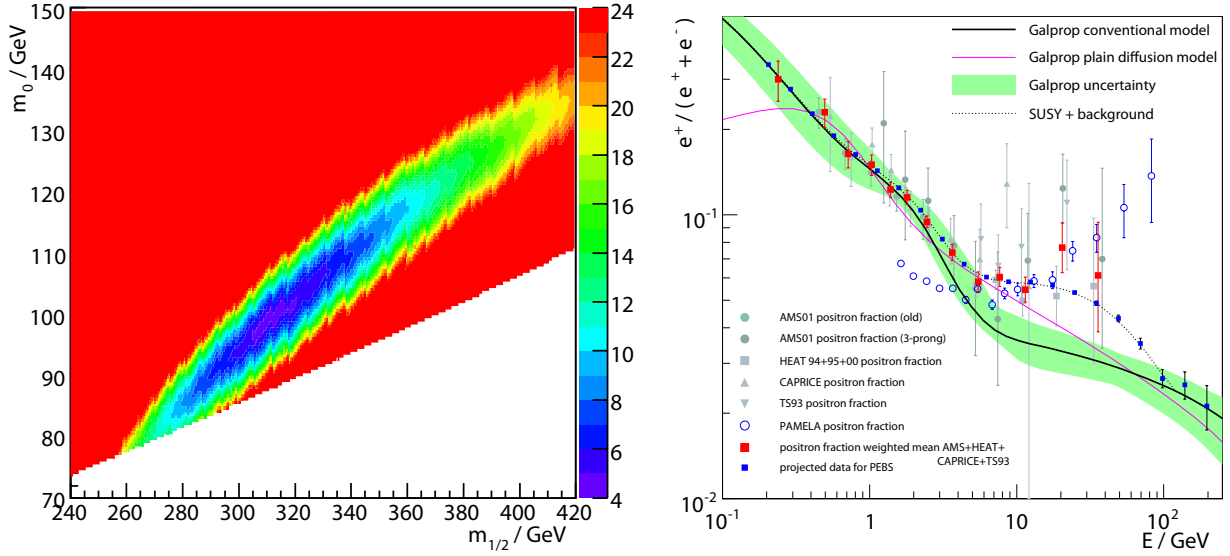 150
140
130
120
110
100
90
80
70
m0 / GeV
240 260 280 300 320 340 360 380 400 420
m1/2 / GeV
24
22
20
18
16
14
12
10
8
6
4
e+ / (e+ + e-)
10-1
10-2
Galprop conventional model
Galprop plain diffusion model
Galprop uncertainty
SUSY + background
AMS01 positron fraction (old)
AMS01 positron fraction (3-prong)
HEAT 94+95+00 positron fraction
CAPRICE positron fraction
TS93 positron fraction
PAMELA positron fraction
positron fraction weighted mean AMS+HEAT+
CAPRICE+TS93
projected data for PEBS
10-1 1 10 102
E / GeV